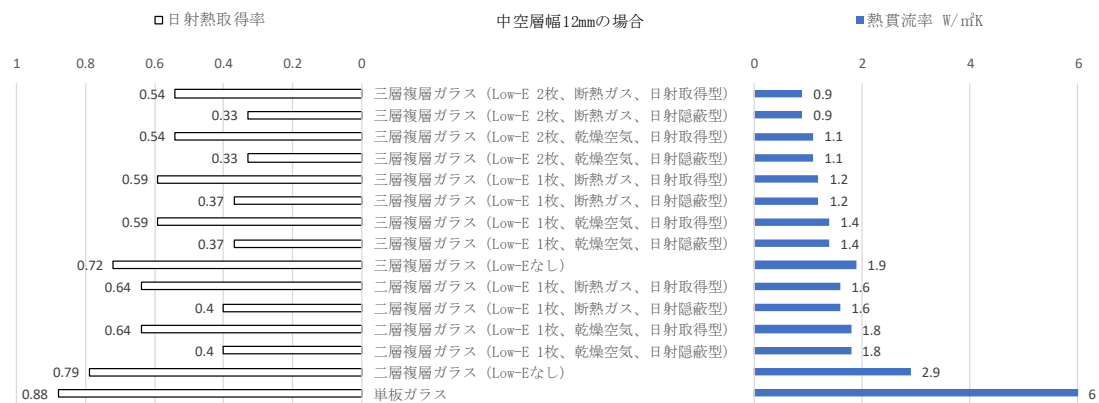 □日射熱取得率 中空層幅12㎜の場合 ■熱貫流率 W/㎡K
1 0.8 0.6 0.4 0.2 0 0 2 4 6
0.54 三層複層ガラス (Low-E 2枚、断熱ガス、日射取得型) 0.9
0.33 三層複層ガラス (Low-E 2枚、断熱ガス、日射隠蔽型) 0.9
0.54 三層複層ガラス (Low-E 2枚、乾燥空気、日射取得型) 1.1
0.33 三層複層ガラス (Low-E 2枚、乾燥空気、日射隠蔽型) 1.1
0.59 三層複層ガラス (Low-E 1枚、断熱ガス、日射取得型) 1.2
0.37 三層複層ガラス (Low-E 1枚、断熱ガス、日射隠蔽型) 1.2
0.59 三層複層ガラス (Low-E 1枚、乾燥空気、日射取得型) 1.4
0.37 三層複層ガラス (Low-E 1枚、乾燥空気、日射隠蔽型) 1.4
0.72 三層複層ガラス (Low-Eなし) 1.9
0.64 二層複層ガラス (Low-E 1枚、断熱ガス、日射取得型) 1.6
0.4 二層複層ガラス (Low-E 1枚、断熱ガス、日射隠蔽型) 1.6
0.64 二層複層ガラス (Low-E 1枚、乾燥空気、日射取得型) 1.8
0.4 二層複層ガラス (Low-E 1枚、乾燥空気、日射隠蔽型) 1.8
0.79 二層複層ガラス (Low-Eなし) 2.9
0.88 単板ガラス 6